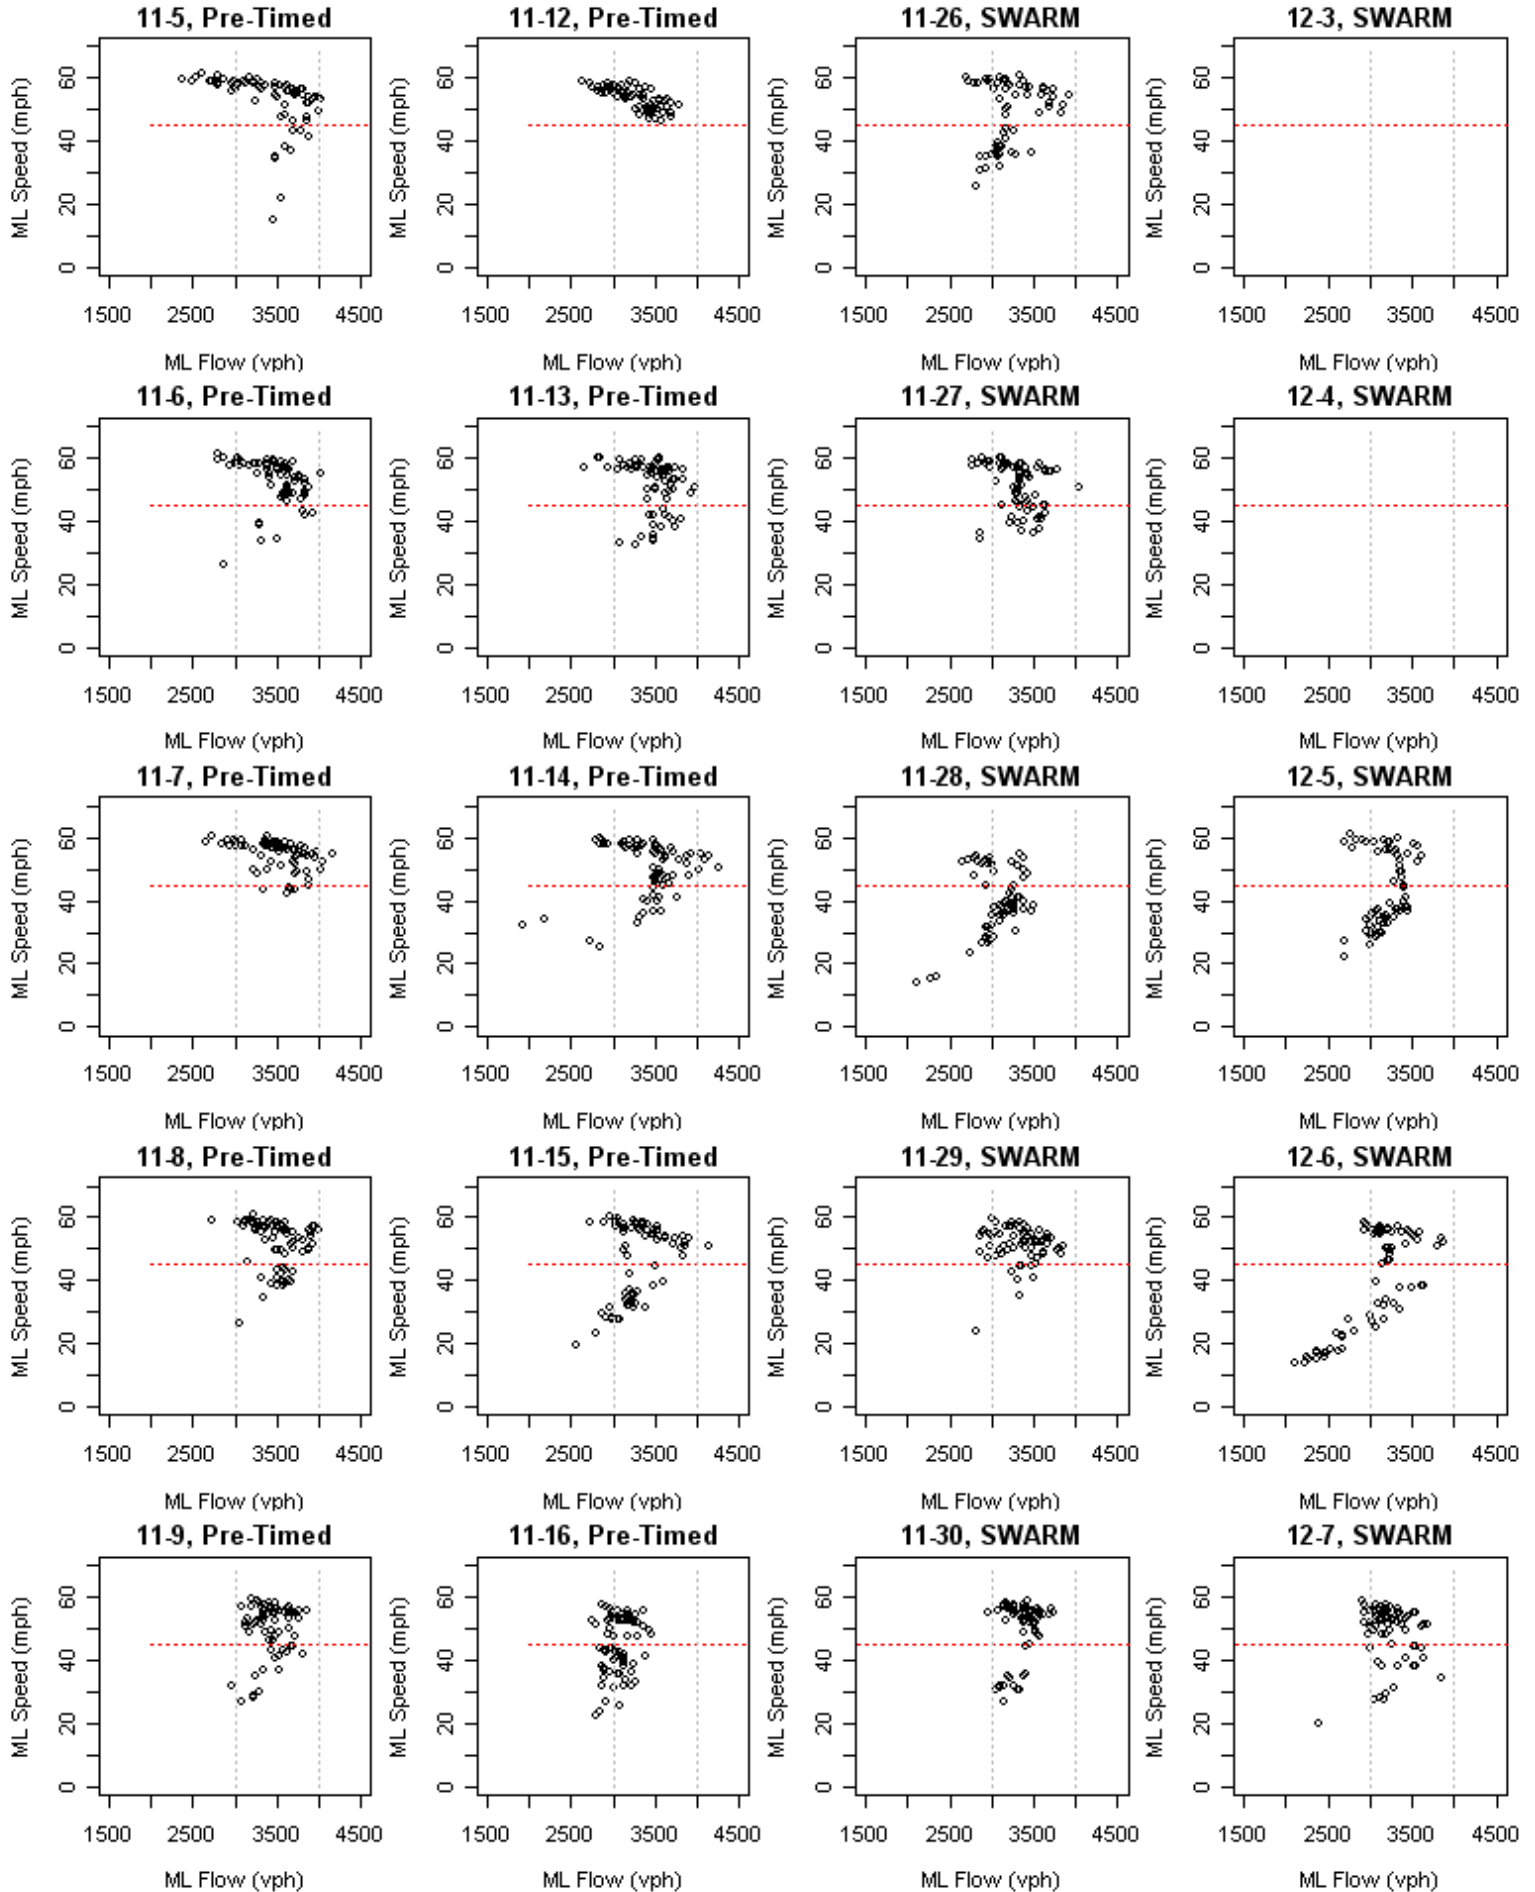 11-5, Pre-Timed 11-12, Pre-Timed 11-26, SWARM 12-3, SWARM
ML Speed (mph) 0 20 40 60 ML Speed (mph) 0 20 40 60 ML Speed (mph) 0 20 40 60 ML Speed (mph) 0 20 40 60
1500 2500 3500 4500 1500 2500 3500 4500 1500 2500 3500 4500 1500 2500 3500 4500
ML Flow (vph) ML Flow (vph) ML Flow (vph) ML Flow (vph)
11-6, Pre-Timed 11-13, Pre-Timed 11-27, SWARM 12-4, SWARM
ML Speed (mph) 0 20 40 60 ML Speed (mph) 0 20 40 60 ML Speed (mph) 0 20 40 60 ML Speed (mph) 0 20 40 60
1500 2500 3500 4500 1500 2500 3500 4500 1500 2500 3500 4500 1500 2500 3500 4500
ML Flow (vph) ML Flow (vph) ML Flow (vph) ML Flow (vph)
11-7, Pre-Timed 11-14, Pre-Timed 11-28, SWARM 12-5, SWARM
ML Speed (mph) 0 20 40 60 ML Speed (mph) 0 20 40 60 ML Speed (mph) 0 20 40 60 ML Speed (mph) 0 20 40 60
1500 2500 3500 4500 1500 2500 3500 4500 1500 2500 3500 4500 1500 2500 3500 4500
ML Flow (vph) ML Flow (vph) ML Flow (vph) ML Flow (vph)
11-8, Pre-Timed 11-15, Pre-Timed 11-29, SWARM 12-6, SWARM
ML Speed (mph) 0 20 40 60 ML Speed (mph) 0 20 40 60 ML Speed (mph) 0 20 40 60 ML Speed (mph) 0 20 40 60
1500 2500 3500 4500 1500 2500 3500 4500 1500 2500 3500 4500 1500 2500 3500 4500
ML Flow (vph) ML Flow (vph) ML Flow (vph) ML Flow (vph)
11-9, Pre-Timed 11-16, Pre-Timed 11-30, SWARM 12-7, SWARM
ML Speed (mph) 0 20 40 60 ML Speed (mph) 0 20 40 60 ML Speed (mph) 0 20 40 60 ML Speed (mph) 0 20 40 60
1500 2500 3500 4500 1500 2500 3500 4500 1500 2500 3500 4500 1500 2500 3500 4500
ML Flow (vph) ML Flow (vph) ML Flow (vph) ML Flow (vph)